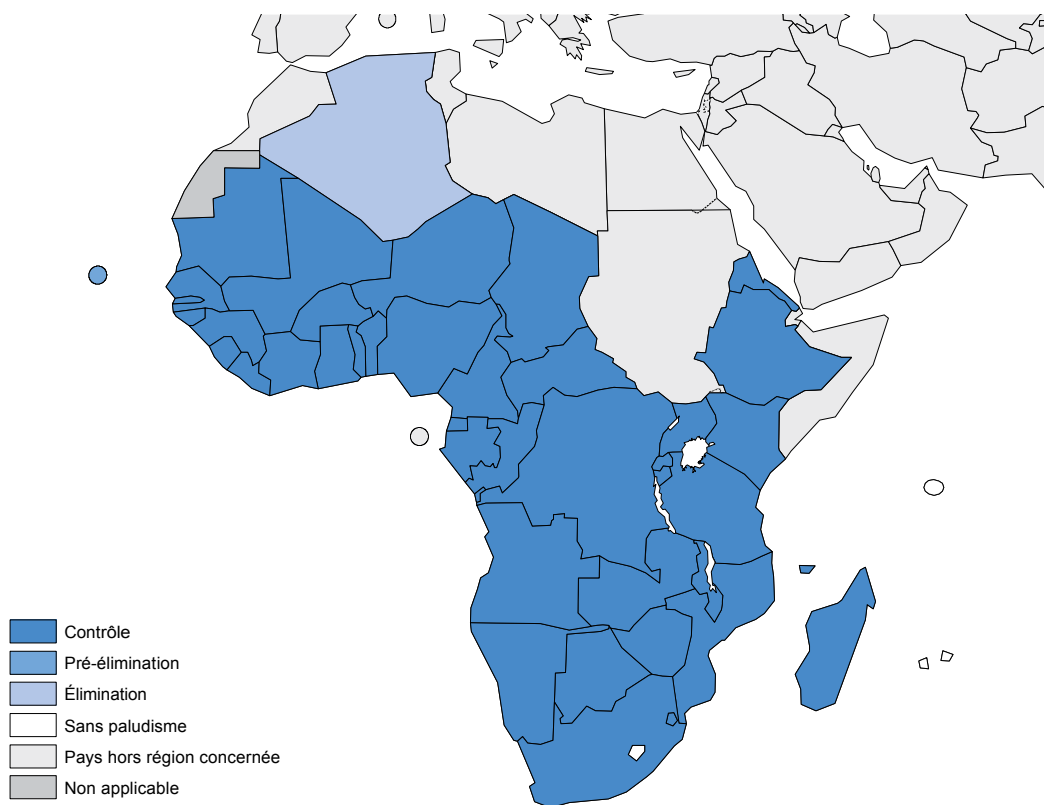 Contrôle
Pré-élimination
Élimination
Sans paludisme
Pays hors région concernée
Non applicable